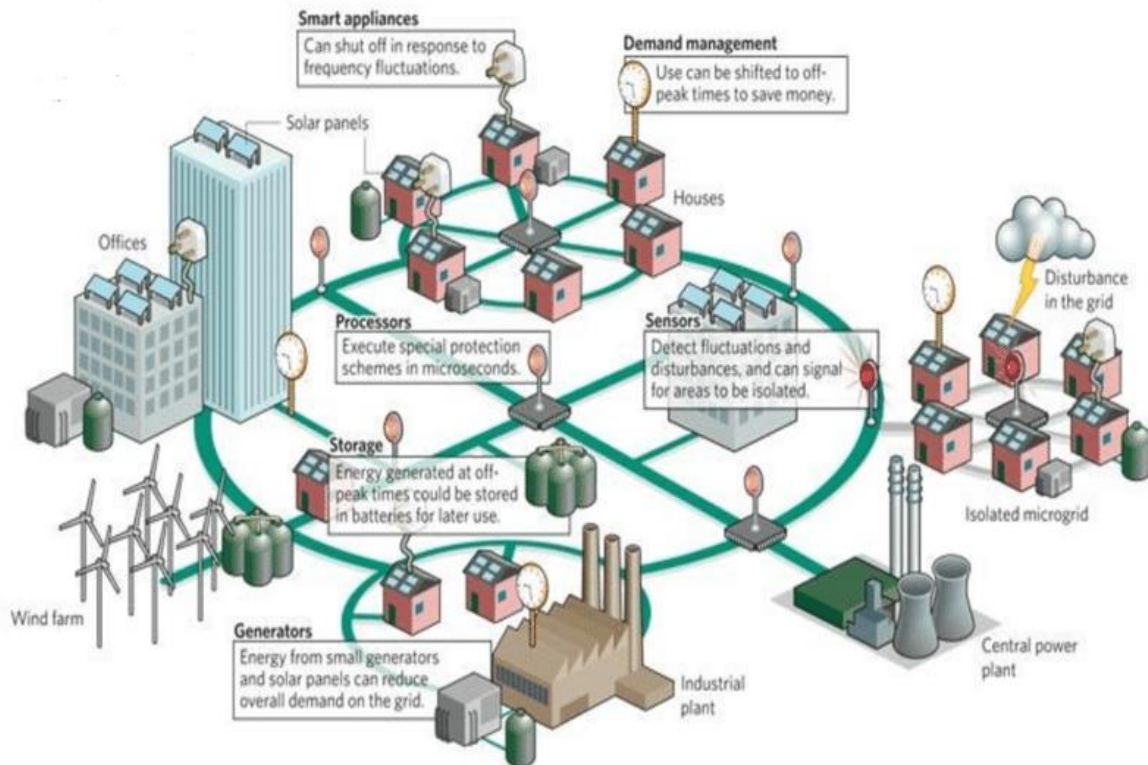 Smart appliances
Can shut off in response to
frequency fluctuations.
Demand management
Use can be shifted to off-
peak times to save money.
Solar panels
Houses
Offices
Disturbance
in the grid
Processors
Execute special protection
schemes in microseconds.
Sensors
Detect fluctuations and
disturbances, and can signal
for areas to be isolated.
Storage
Energy generated at off-
peak times could be stored
in batteries for later use.
Isolated microgrid
Wind farm
Generators
Energy from small generators
and solar panels can reduce
overall demand on the grid.
Industrial
plant
Central power
plant